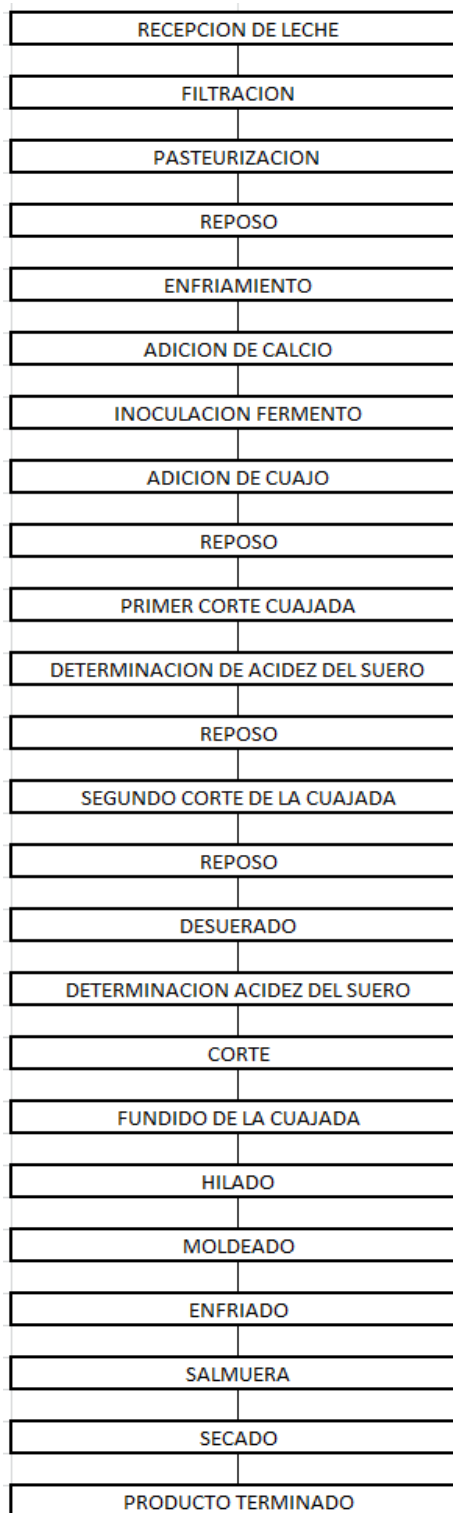 RECEPCION DE LECHE
FILTRACION
PASTEURIZACION
REPOSO
ENFRIAMIENTO
ADICION DE CALCIO
INOCULACION FERMENTO
ADICION DE CUAJO
REPOSO
PRIMER CORTE CUAJADA
DETERMINACION DE ACIDEZ DEL SUERO
REPOSO
SEGUNDO CORTE DE LA CUAJADA
REPOSO
DESUERADO
DETERMINACION ACIDEZ DEL SUERO
CORTE
FUNDIDO DE LA CUAJADA
HILADO
MOLDEADO
ENFRIADO
SALMUERA
SECADO
PRODUCTO TERMINADO